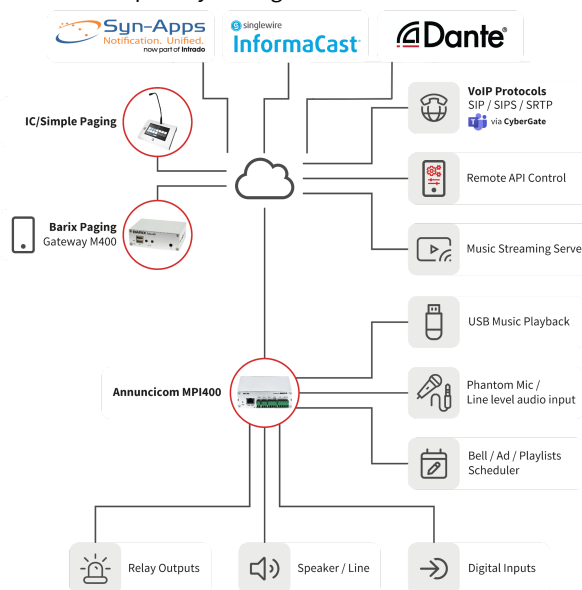 Syn-Apps
Notification. Unified.
now part of Intrado
singlewire
InformaCast
Dante
IC/Simple Paging
VoIP Protocols
SIP / SIPS / SRTP
via CyberGate
Remote API Control
Barix Paging
Gateway M400
BARIX
Music Streaming Serve
USB Music Playback
Annuncicom MPI400
Phantom Mic /
Line level audio input
Bell / Ad / Playlists
Scheduler
Relay Outputs
Speaker / Line
Digital Inputs